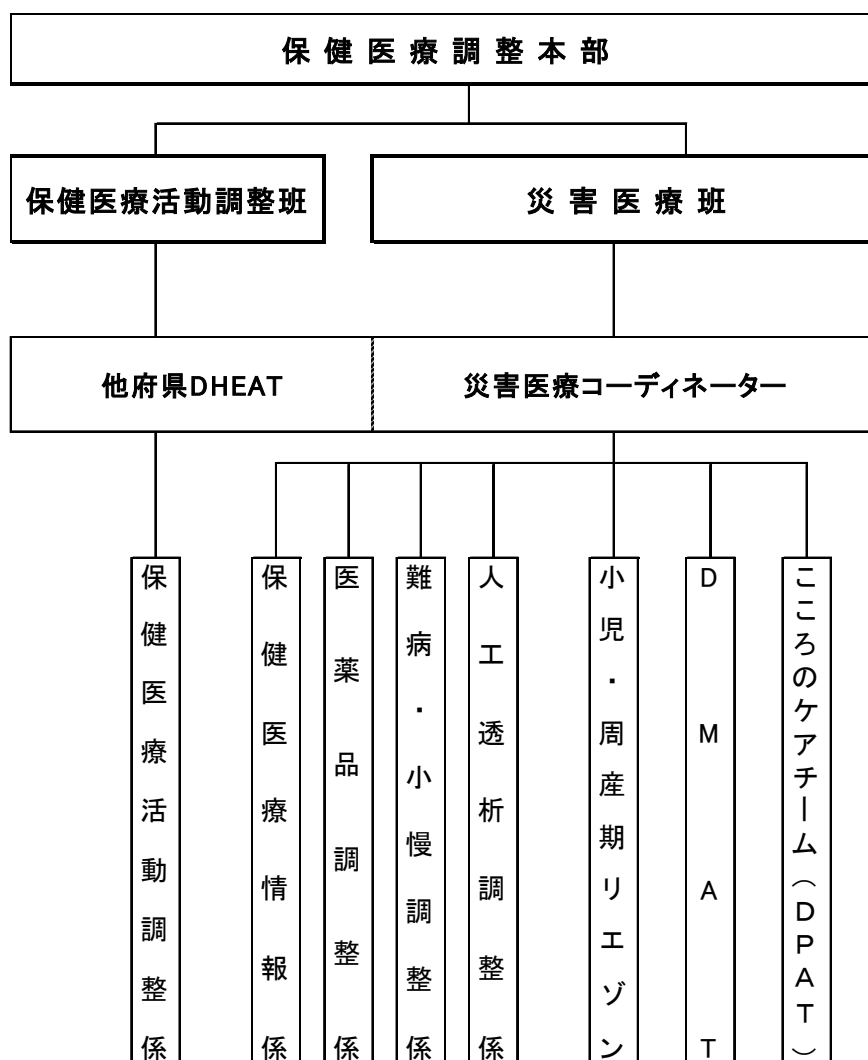 保健医療調整本部
保健医療活動調整班
災害医療班
他府県DHEAT
災害医療コーディネーター
保健医療活動調整係
保健医療情報係
医薬品調整係
難病・小慢調整係
人工透析調整係
小児・周産期リエゾン
DMAT
こころのケアチーム（DPAT）